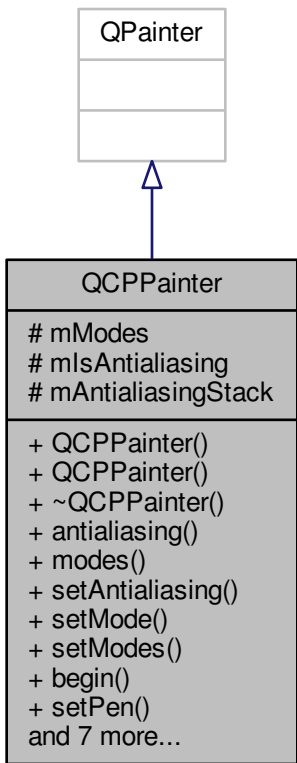 QPainter
QCPPainter
# mModes
# mIsAntialiasing
# mAntialiasingStack
+ QCPPainter()
+ QCPPainter()
+ ~QCPPainter()
+ antialiasing()
+ modes()
+ setAntialiasing()
+ setMode()
+ setModes()
+ begin()
+ setPen()
and 7 more...